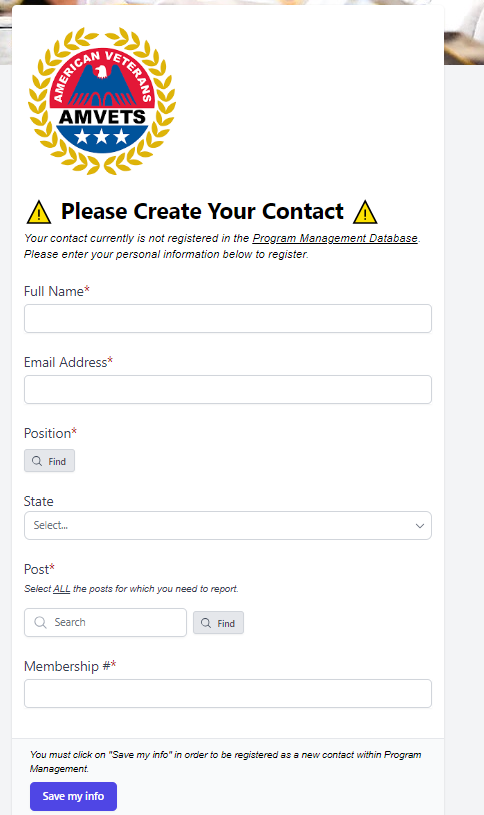 AMERICAN VETERANS
AMVETS
Please Create Your Contact
Your contact currently is not registered in the Program Management Database.
Please enter your personal information below to register.
Full Name*
Email Address*
Position*
Find
State
Select...
Post*
Select ALL the posts for which you need to report.
Search
Find
Membership #*
You must click on "Save my info" in order to be registered as a new contact within Program
Management.
Save my info